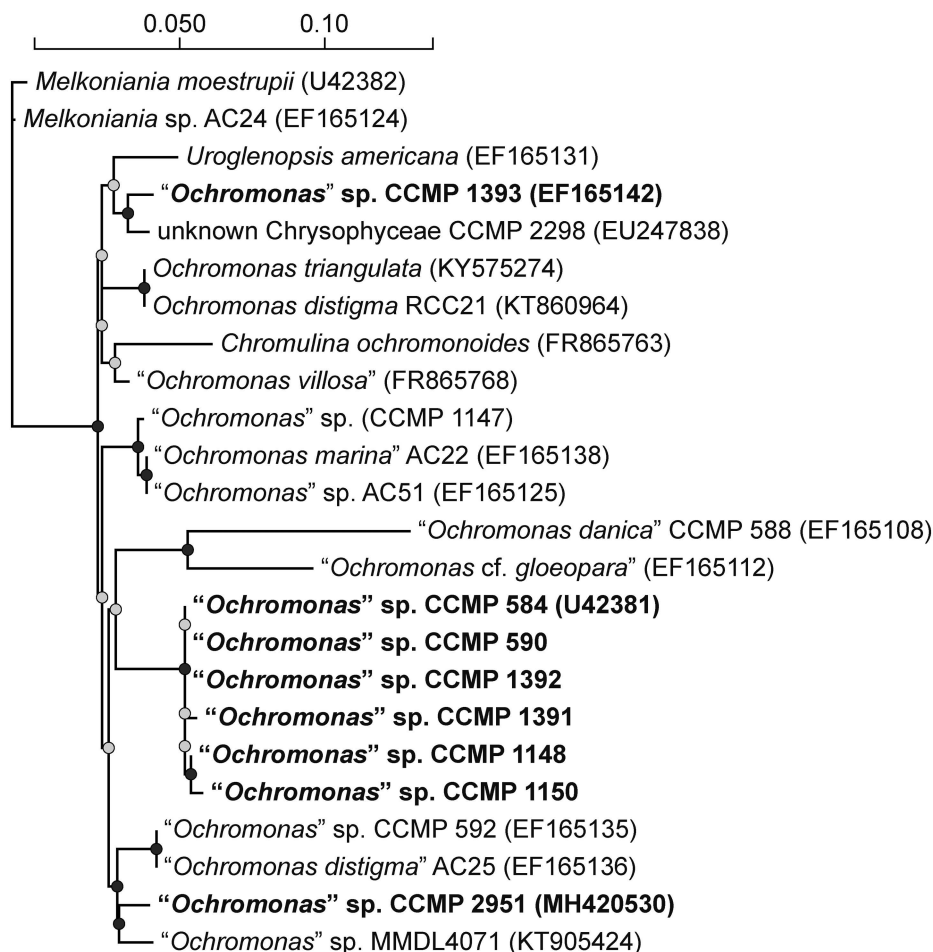 0.050 0.10
Melkoniania moestrupii (U42382)
Melkoniania sp. AC24 (EF165124)
Uroglenopsis americana (EF165131)
“Ochromonas” sp. CCMP 1393 (EF165142)
unknown Chrysophyceae CCMP 2298 (EU247838)
Ochromonas triangulata (KY575274)
Ochromonas distigma RCC21 (KT860964)
Chromulina ochromonoides (FR865763)
“Ochromonas villosa” (FR865768)
“Ochromonas” sp. (CCMP 1147)
“Ochromonas marina” AC22 (EF165138)
“Ochromonas” sp. AC51 (EF165125)
“Ochromonas danica” CCMP 588 (EF165108)
“Ochromonas cf. gloeopara” (EF165112)
“Ochromonas” sp. CCMP 584 (U42381)
“Ochromonas” sp. CCMP 590
“Ochromonas” sp. CCMP 1392
“Ochromonas” sp. CCMP 1391
“Ochromonas” sp. CCMP 1148
“Ochromonas” sp. CCMP 1150
“Ochromonas” sp. CCMP 592 (EF165135)
“Ochromonas distigma” AC25 (EF165136)
“Ochromonas” sp. CCMP 2951 (MH420530)
“Ochromonas” sp. MMDL4071 (KT905424)